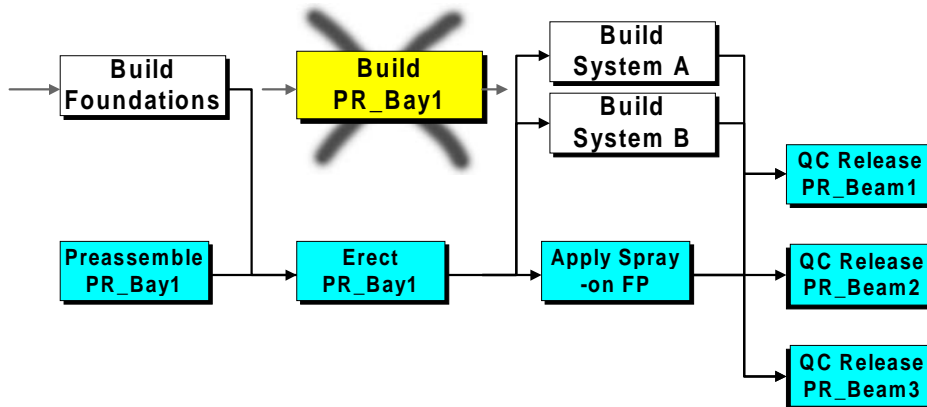 Build
Foundations
Build
PR_Bay1
Build
System A
Build
System B
QC Release
PR_Beam1
Preassemble
PR_Bay1
Erect
PR_Bay1
Apply Spray
-on FP
QC Release
PR_Beam2
QC Release
PR_Beam3